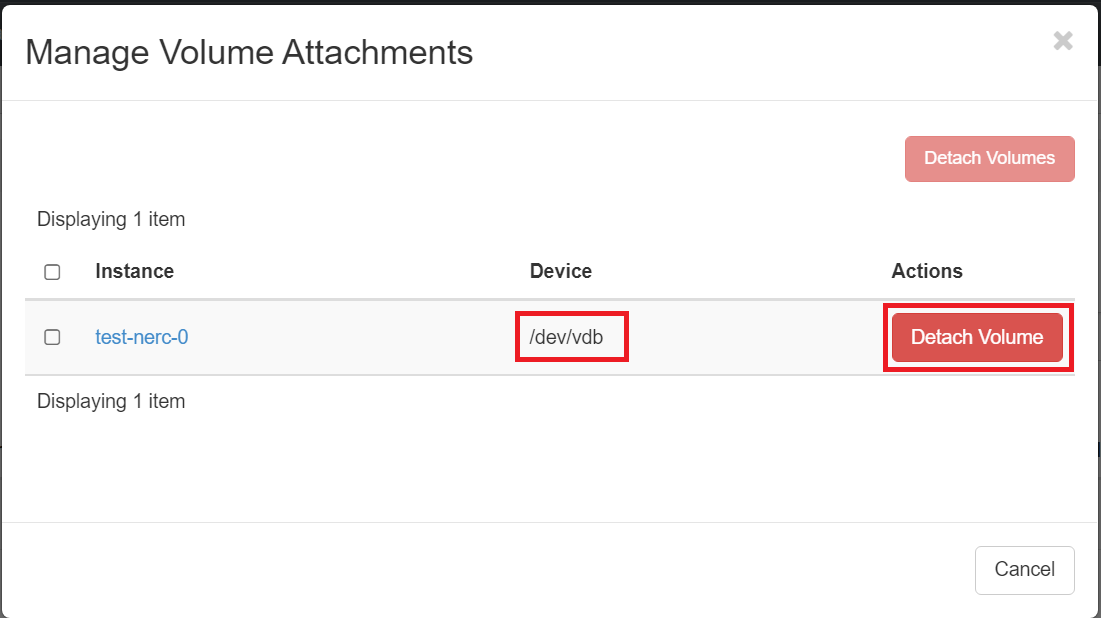 Manage Volume Attachments
Detach Volumes
Displaying 1 item
Instance Device Actions
test-nerc-0 /dev/vdb Detach Volume
Displaying 1 item
Cancel